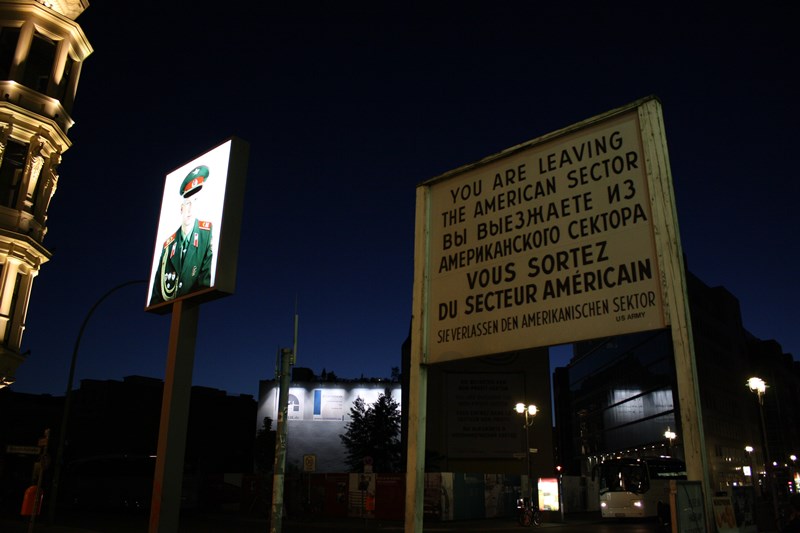 YOU ARE LEAVING
THE AMERICAN SECTOR
ВЫ ВЫЕЗЖАЕТЕ ИЗ
АМЕРИКАНСКОГО СЕКТОРА
VOUS SORTEZ
DU SECTEUR AMÉRICAIN
SIE VERLASSEN DEN AMERIKANISCHEN SEKTOR
US ARMY